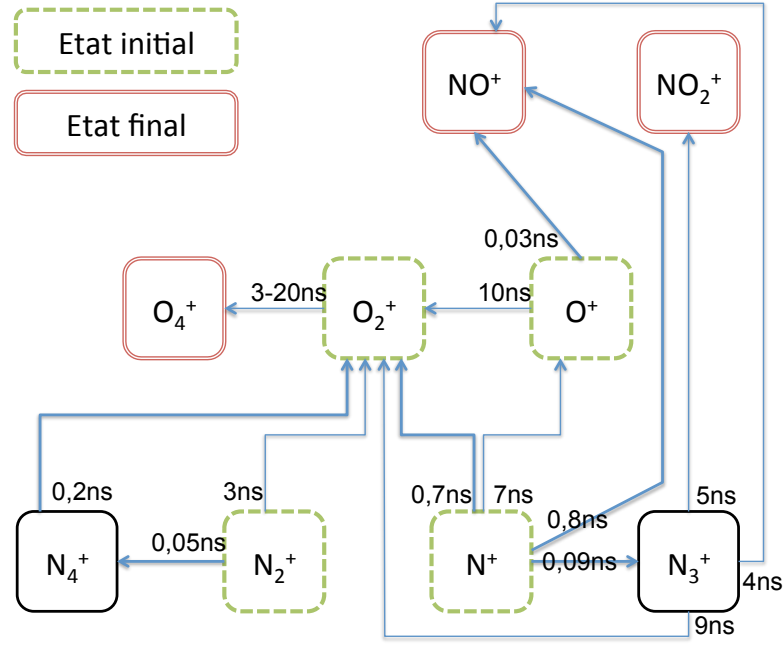 Etat initial
NO⁺
NO₂⁺
Etat final
0,03ns
O₄⁺
3-20ns
O₂⁺
10ns
O⁺
0,2ns
3ns
0,7ns
7ns
0,8ns
5ns
N₄⁺
0,05ns
N₂⁺
N⁺
0,09ns
N₃⁺
4ns
9ns